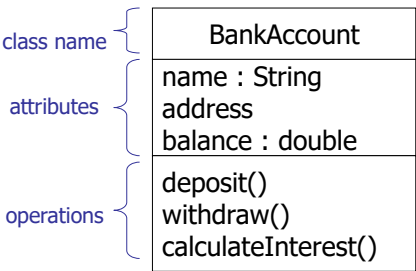 class name
BankAccount
attributes
name : String
address
balance : double
operations
deposit()
withdraw()
calculateInterest()